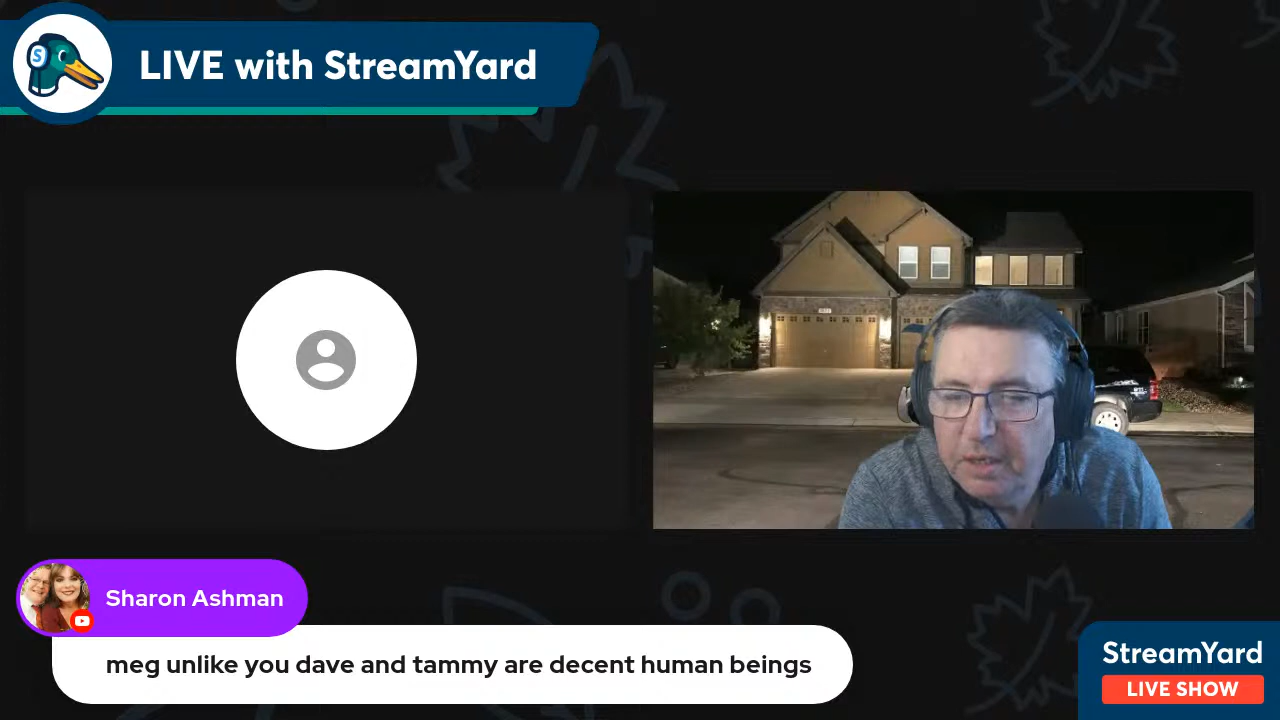 S
LIVE with StreamYard
Sharon Ashman
meg unlike you dave and tammy are decent human beings
StreamYard
LIVE SHOW